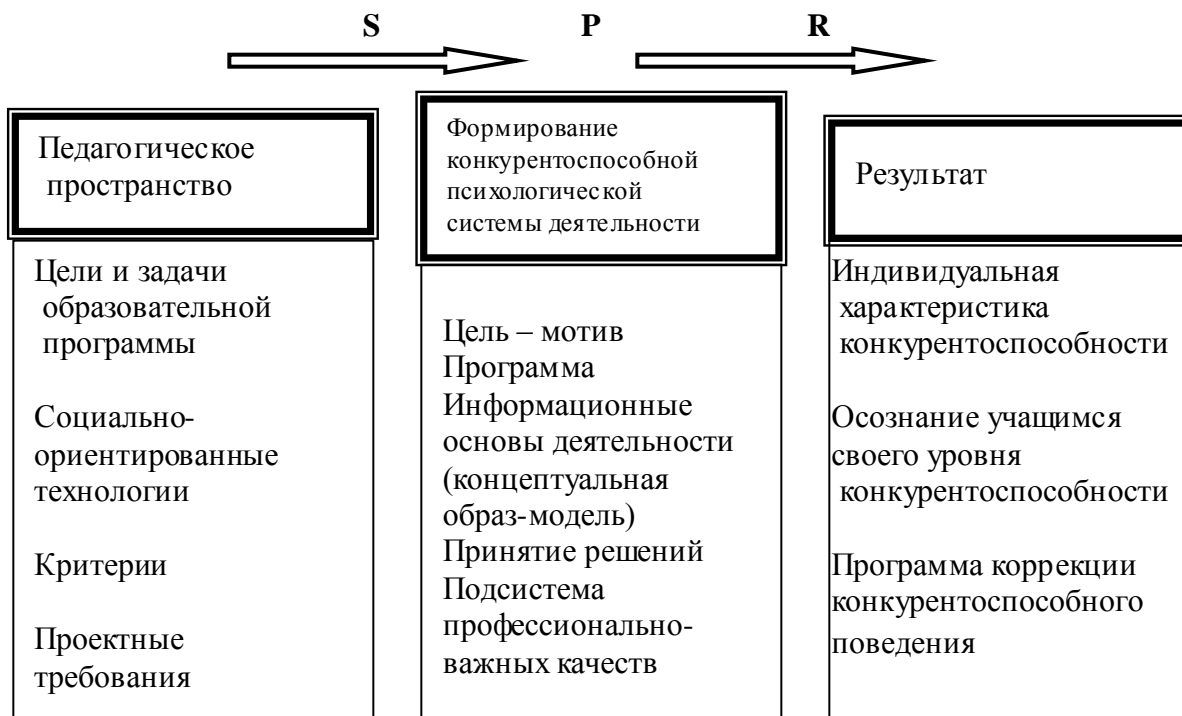 S P R
Педагогическое
пространство
Цели и задачи
образовательной
программы
Социально-
ориентированные
технологии
Критерии
Проектные
требования
Формирование
конкурентоспособной
психологической
системы деятельности
Цель – мотив
Программа
Информационные
основы деятельности
(концептуальная
образ-модель)
Принятие решений
Подсистема
профессионально-
важных качеств
Результат
Индивидуальная
характеристика
конкурентоспособности
Осознание учащимся
своего уровня
конкурентоспособности
Программа коррекции
конкурентоспособного
поведения